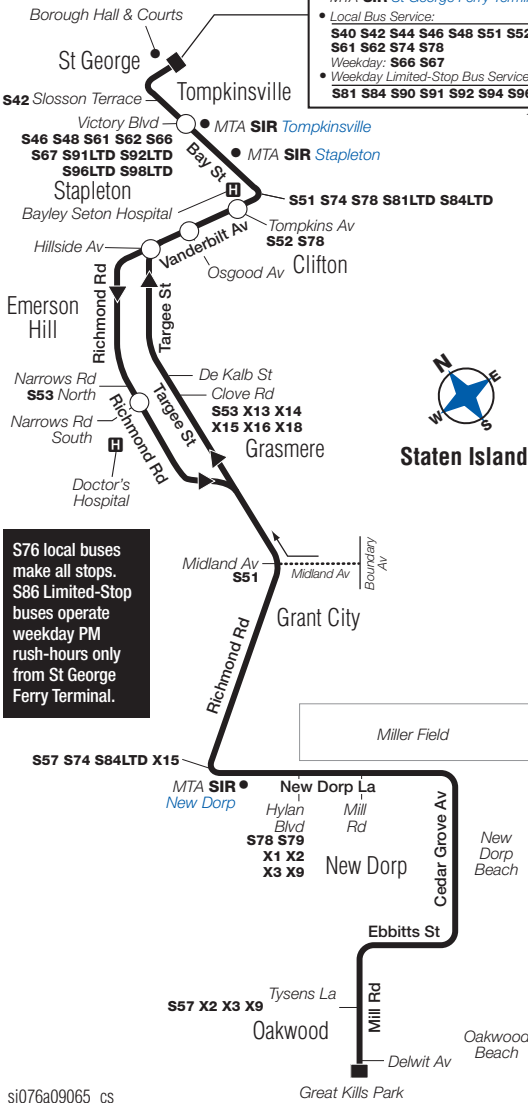 Borough Hall & Courts
MTA SIR St George Ferry Termin
• Local Bus Service:
S40 S42 S44 S46 S48 S51 S52
S61 S62 S74 S78
Weekday: S66 S67
• Weekday Limited-Stop Bus Service
S81 S84 S90 S91 S92 S94 S96
St George
S42 Slosson Terrace
Tompkinsville
Victory Blvd
S46 S48 S61 S62 S66
S67 S91LTD S92LTD
S96LTD S98LTD
• MTA SIR Tompkinsville
Bay St
• MTA SIR Stapleton
Stapleton
H
Bayley Seton Hospital
S51 S74 S78 S81LTD S84LTD
Tompkins Av
S52 S78
Hillside Av
Vanderbilt Av
Osgood Av
Clifton
Richmond Rd
Targee St
Emerson
Hill
Narrows Rd
S53 North
De Kalb St
Clove Rd
S53 X13 X14
X15 X16 X18
Targee St
Richmond Rd
Narrows Rd
South
H
Doctor's
Hospital
Grasmere
N
E
W
S
Staten Island
S76 local buses
make all stops.
S86 Limited-Stop
buses operate
weekday PM
rush-hours only
from St George
Ferry Terminal.
Midland Av
S51
Midland Av
Boundary
Av
Grant City
Richmond Rd
Miller Field
S57 S74 S84LTD X15
MTA SIR •
New Dorp
New Dorp La
Hylan
Blvd
S78 S79
X1 X2
X3 X9
Mill
Rd
New Dorp
Cedar Grove Av
New
Dorp
Beach
Ebbitts St
Tysens La
S57 X2 X3 X9
Mill Rd
Oakwood
Oakwood
Beach
Delwit Av
Great Kills Park
si076a09065_cs